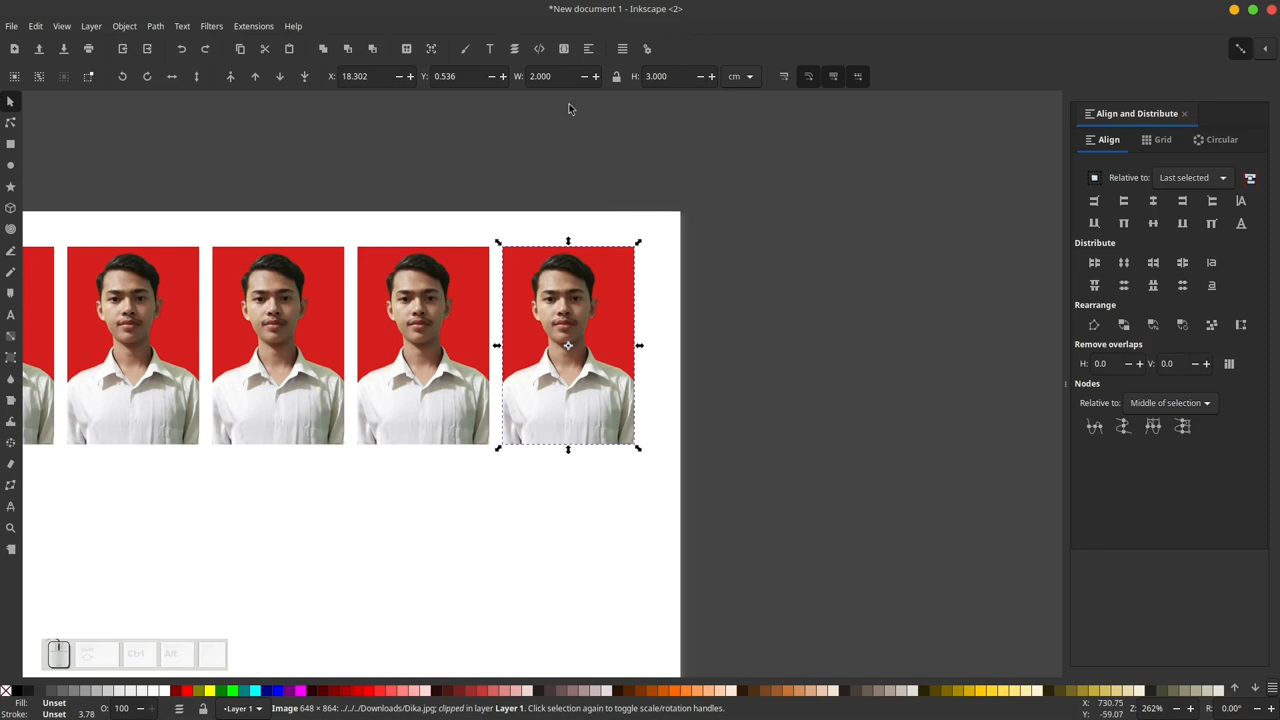 *New document 1 - Inkscape <2>
File Edit View Layer Object Path Text Filters Extensions Help
X: 18.302 Y: 0.536 W: 2.000 H: 3.000 cm
Align and Distribute
Align Grid Circular
Relative to: Last selected
Distribute
Rearrange
Remove overlaps
H: 0.0 V: 0.0
Nodes
Relative to: Middle of selection
Ctrl Alt
Fill: Unset O: 100 Layer 1 Image 648 × 864: ../../../Downloads/Dika.jpg; clipped in layer Layer 1. Click selection again to toggle scale/rotation handles. X: 730.75 Z: 262% R: 0.00°
Stroke: Unset 3.78 Y: -59.07